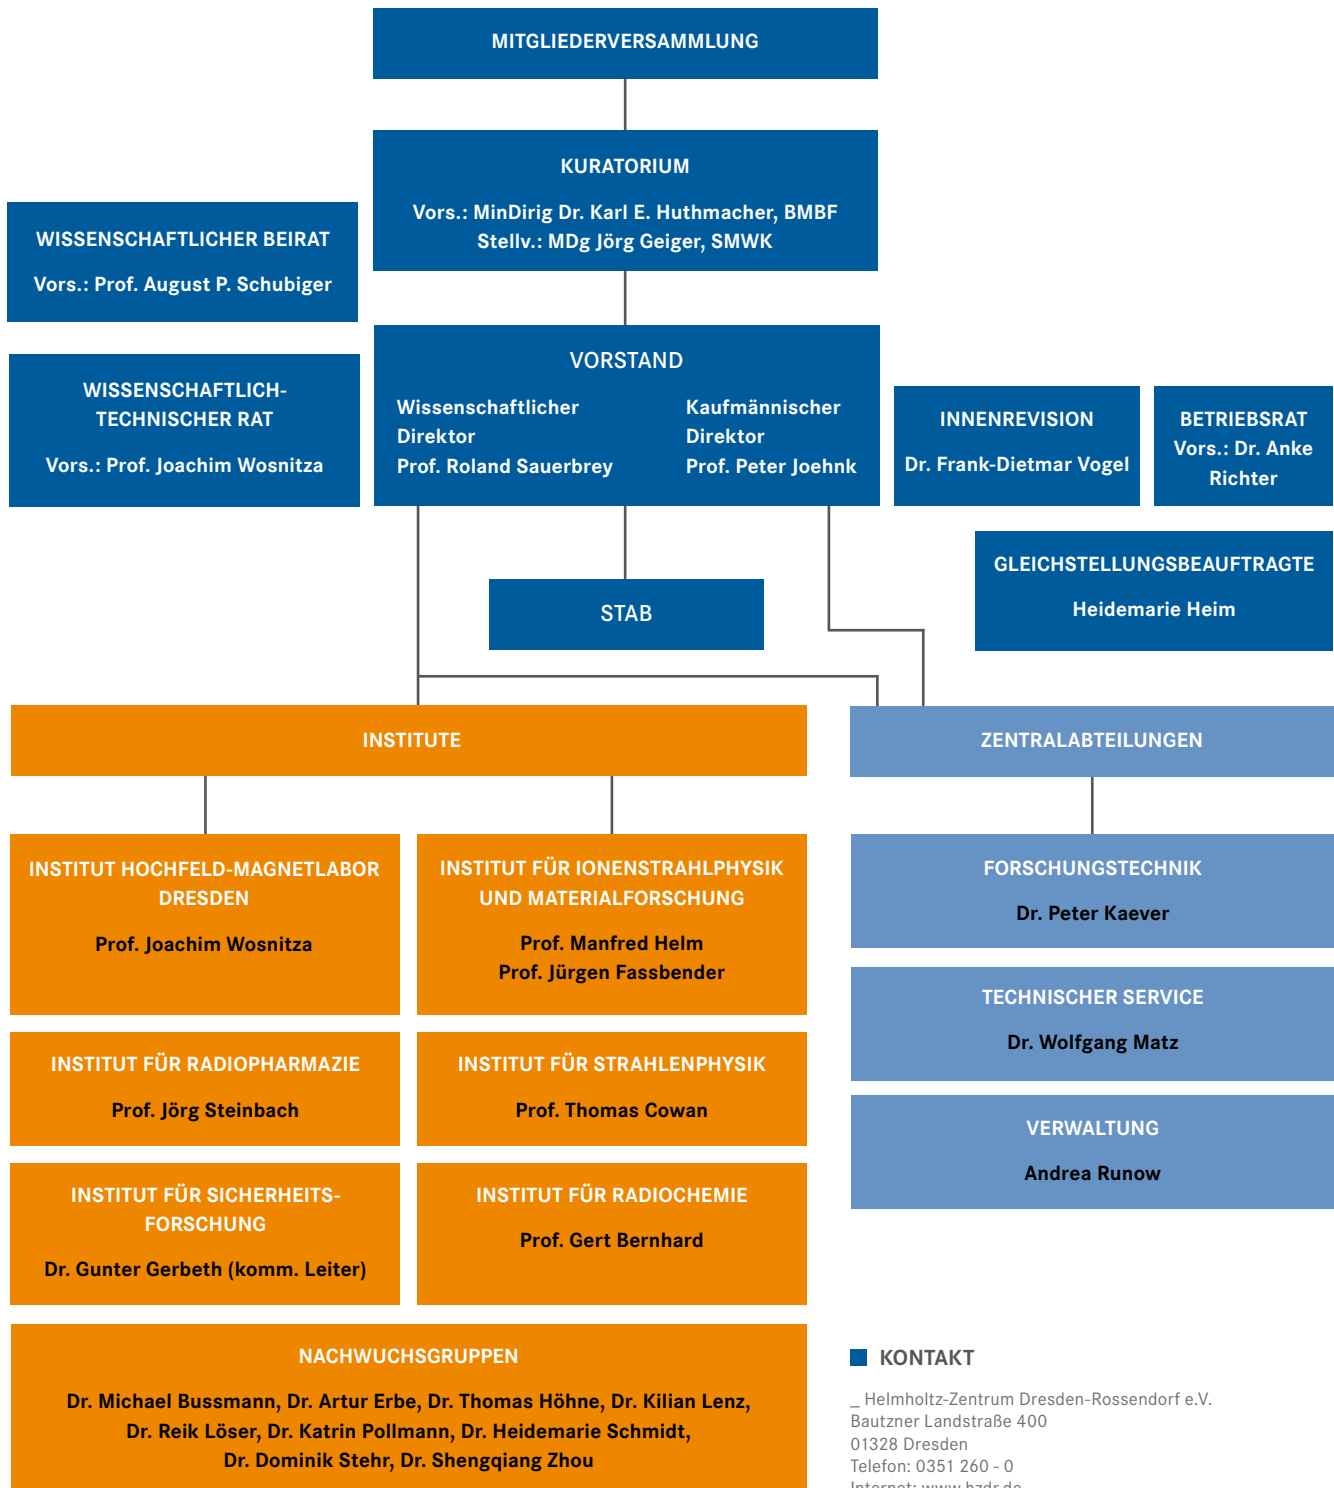 MITGLIEDERVERSAMMLUNG
KURATORIUM
Vors.: MinDirig Dr. Karl E. Huthmacher, BMBF
Stellv.: MDg Jörg Geiger, SMWK
WISSENSCHAFTLICHER BEIRAT
Vors.: Prof. August P. Schubiger
WISSENSCHAFTLICH-
TECHNISCHER RAT
Vors.: Prof. Joachim Wosnitza
VORSTAND
Wissenschaftlicher
Direktor
Prof. Roland Sauerbrey
Kaufmännischer
Direktor
Prof. Peter Joehnk
INNENREVISION
Dr. Frank-Dietmar Vogel
BETRIEBSRAT
Vors.: Dr. Anke
Richter
GLEICHSTELLUNGSBEAUFTRAGTE
Heidemarie Heim
STAB
INSTITUTE
INSTITUT HOCHFELD-MAGNETLABOR
DRESDEN
Prof. Joachim Wosnitza
INSTITUT FÜR IONENSTRAHLPHYSIK
UND MATERIALFORSCHUNG
Prof. Manfred Helm
Prof. Jürgen Fassbender
INSTITUT FÜR RADIOPHARMAZIE
Prof. Jörg Steinbach
INSTITUT FÜR STRAHLENPHYSIK
Prof. Thomas Cowan
INSTITUT FÜR SICHERHEITS-
FORSCHUNG
Dr. Gunter Gerbeth (komm. Leiter)
INSTITUT FÜR RADIOCHEMIE
Prof. Gert Bernhard
NACHWUCHSGRUPPEN
Dr. Michael Bussmann, Dr. Artur Erbe, Dr. Thomas Höhne, Dr. Kilian Lenz,
Dr. Reik Löser, Dr. Katrin Pollmann, Dr. Heidemarie Schmidt,
Dr. Dominik Stehr, Dr. Shengqiang Zhou
ZENTRALABTEILUNGEN
FORSCHUNGSTECHNIK
Dr. Peter Kaever
TECHNISCHER SERVICE
Dr. Wolfgang Matz
VERWALTUNG
Andrea Runow
KONTAKT
_ Helmholtz-Zentrum Dresden-Rossendorf e.V.
Bautzner Landstraße 400
01328 Dresden
Telefon: 0351 260 - 0
Internet: www.hzdr.de